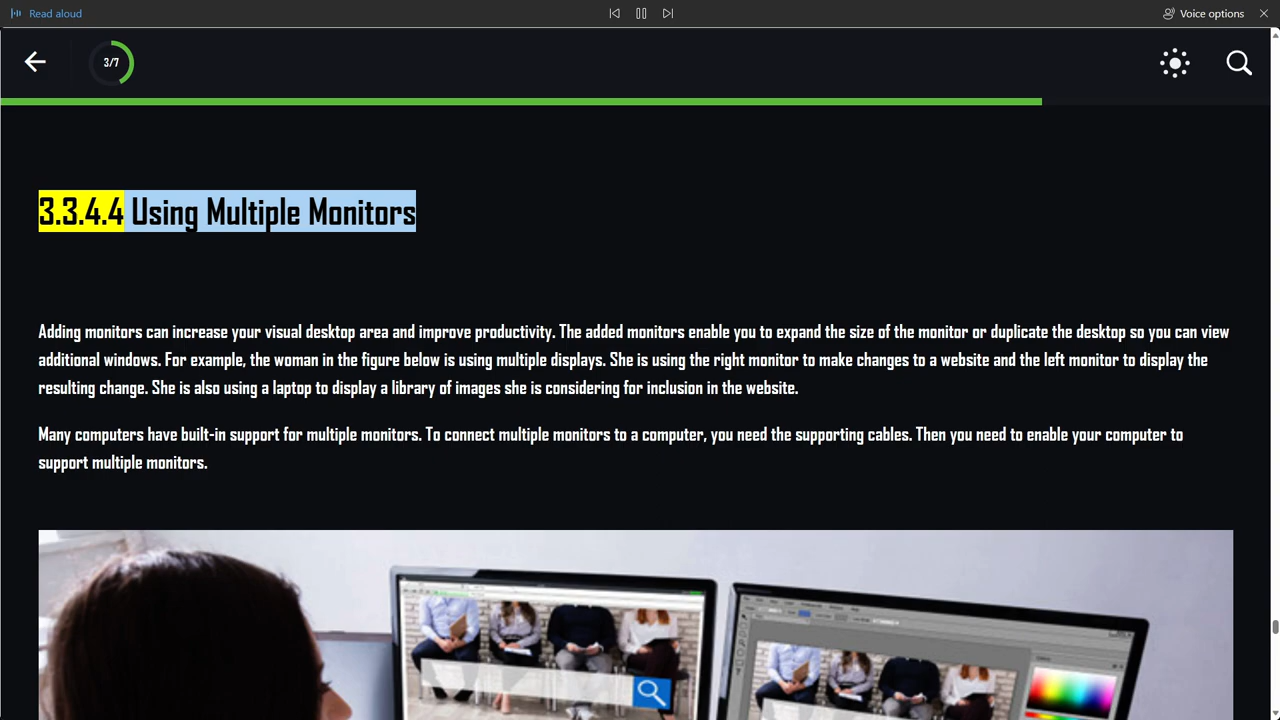 Read aloud
Voice options
3/7
3.3.4.4 Using Multiple Monitors
Adding monitors can increase your visual desktop area and improve productivity. The added monitors enable you to expand the size of the monitor or duplicate the desktop so you can view
additional windows. For example, the woman in the figure below is using multiple displays. She is using the right monitor to make changes to a website and the left monitor to display the
resulting change. She is also using a laptop to display a library of images she is considering for inclusion in the website.
Many computers have built-in support for multiple monitors. To connect multiple monitors to a computer, you need the supporting cables. Then you need to enable your computer to
support multiple monitors.